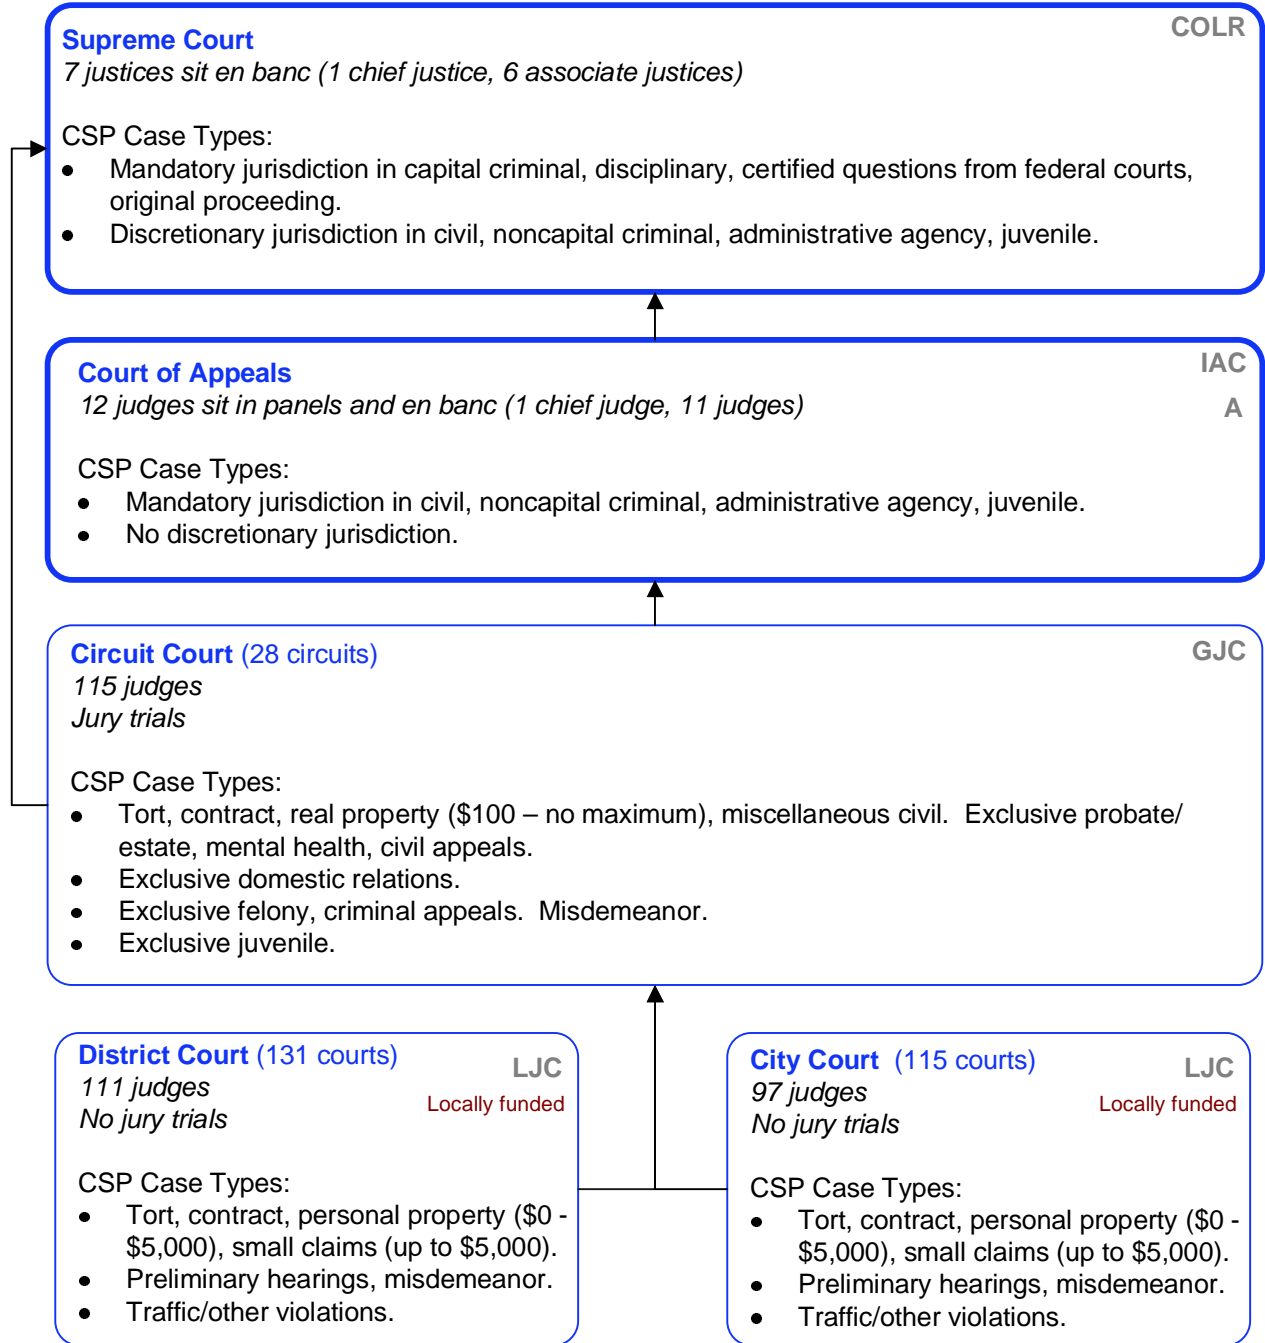 COLR
Supreme Court
7 justices sit en banc (1 chief justice, 6 associate justices)
CSP Case Types:
• Mandatory jurisdiction in capital criminal, disciplinary, certified questions from federal courts,
original proceeding.
• Discretionary jurisdiction in civil, noncapital criminal, administrative agency, juvenile.
IAC
Court of Appeals
12 judges sit in panels and en banc (1 chief judge, 11 judges)
A
CSP Case Types:
• Mandatory jurisdiction in civil, noncapital criminal, administrative agency, juvenile.
• No discretionary jurisdiction.
Circuit Court (28 circuits)
GJC
115 judges
Jury trials
CSP Case Types:
• Tort, contract, real property ($100 – no maximum), miscellaneous civil.  Exclusive probate/
estate, mental health, civil appeals.
• Exclusive domestic relations.
• Exclusive felony, criminal appeals.  Misdemeanor.
• Exclusive juvenile.
District Court (131 courts)
LJC
111 judges
Locally funded
No jury trials
CSP Case Types:
• Tort, contract, personal property ($0 -
$5,000), small claims (up to $5,000).
• Preliminary hearings, misdemeanor.
• Traffic/other violations.
City Court  (115 courts)
LJC
97 judges
Locally funded
No jury trials
CSP Case Types:
• Tort, contract, personal property ($0 -
$5,000), small claims (up to $5,000).
• Preliminary hearings, misdemeanor.
• Traffic/other violations.